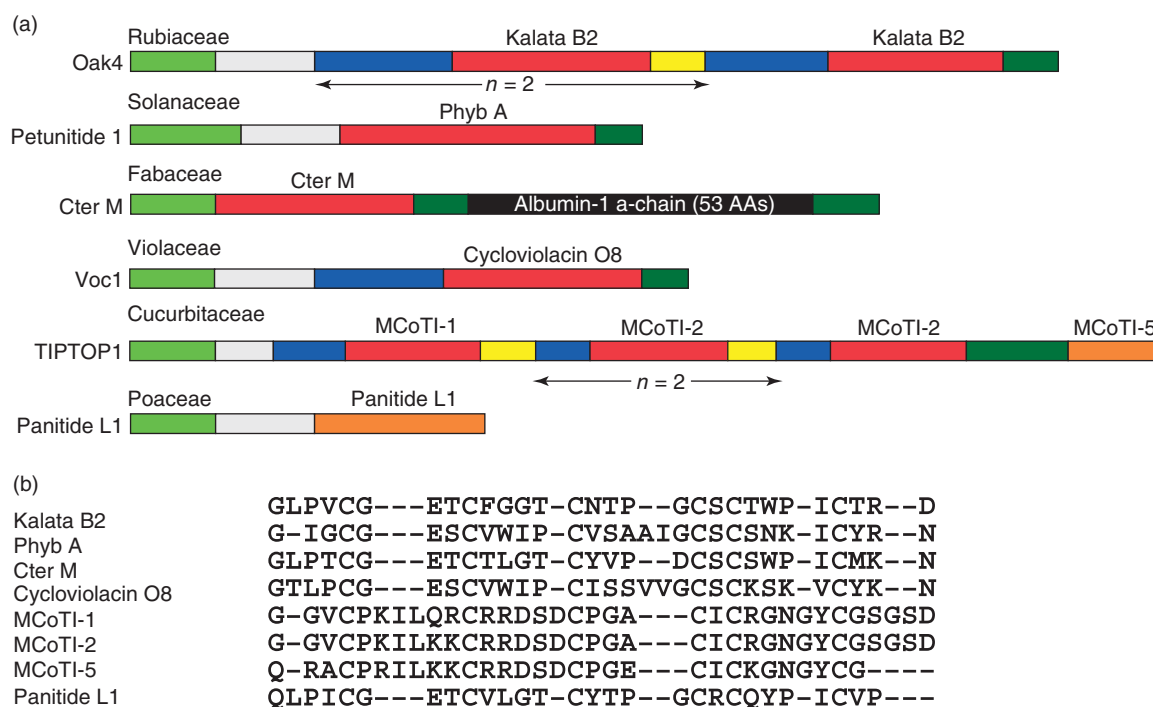 (a)
Rubiaceae
Kalata B2 Kalata B2
Oak4
n = 2
Solanaceae
Phyb A
Petunitide 1
Fabaceae
Cter M
Cter M Albumin-1 a-chain (53 AAs)
Violaceae
Cycloviolacin O8
Voc1
Cucurbitaceae
MCoTI-1 MCoTI-2 MCoTI-2 MCoTI-5
TIPTOP1
n = 2
Poaceae
Panitide L1
Panitide L1
(b)
Kalata B2 GLPVCG---ETCFGGT-CNTP--GCSCTWP-ICTR--D
Phyb A G-IGCG---ESCVWIP-CVSAAIGCSCSNK-ICYR--N
Cter M GLPTCG---ETCTLGT-CYVP--DCSCSWP-ICMK--N
Cycloviolacin O8 GTLPCG---ESCVWIP-CISSVVGCSCKSK-VCYK--N
MCoTI-1 G-GVCPKILQRCRRDSDCPGA---CICRGNGYCGSGSD
MCoTI-2 G-GVCPKILKKCRRDSDCPGA---CICRGNGYCGSGSD
MCoTI-5 Q-RACPRILKKCRRDSDCPGE---CICKGNGYCG----
Panitide L1 QLPICG---ETCVLGT-CYTP--GCRCQYP-ICVP---